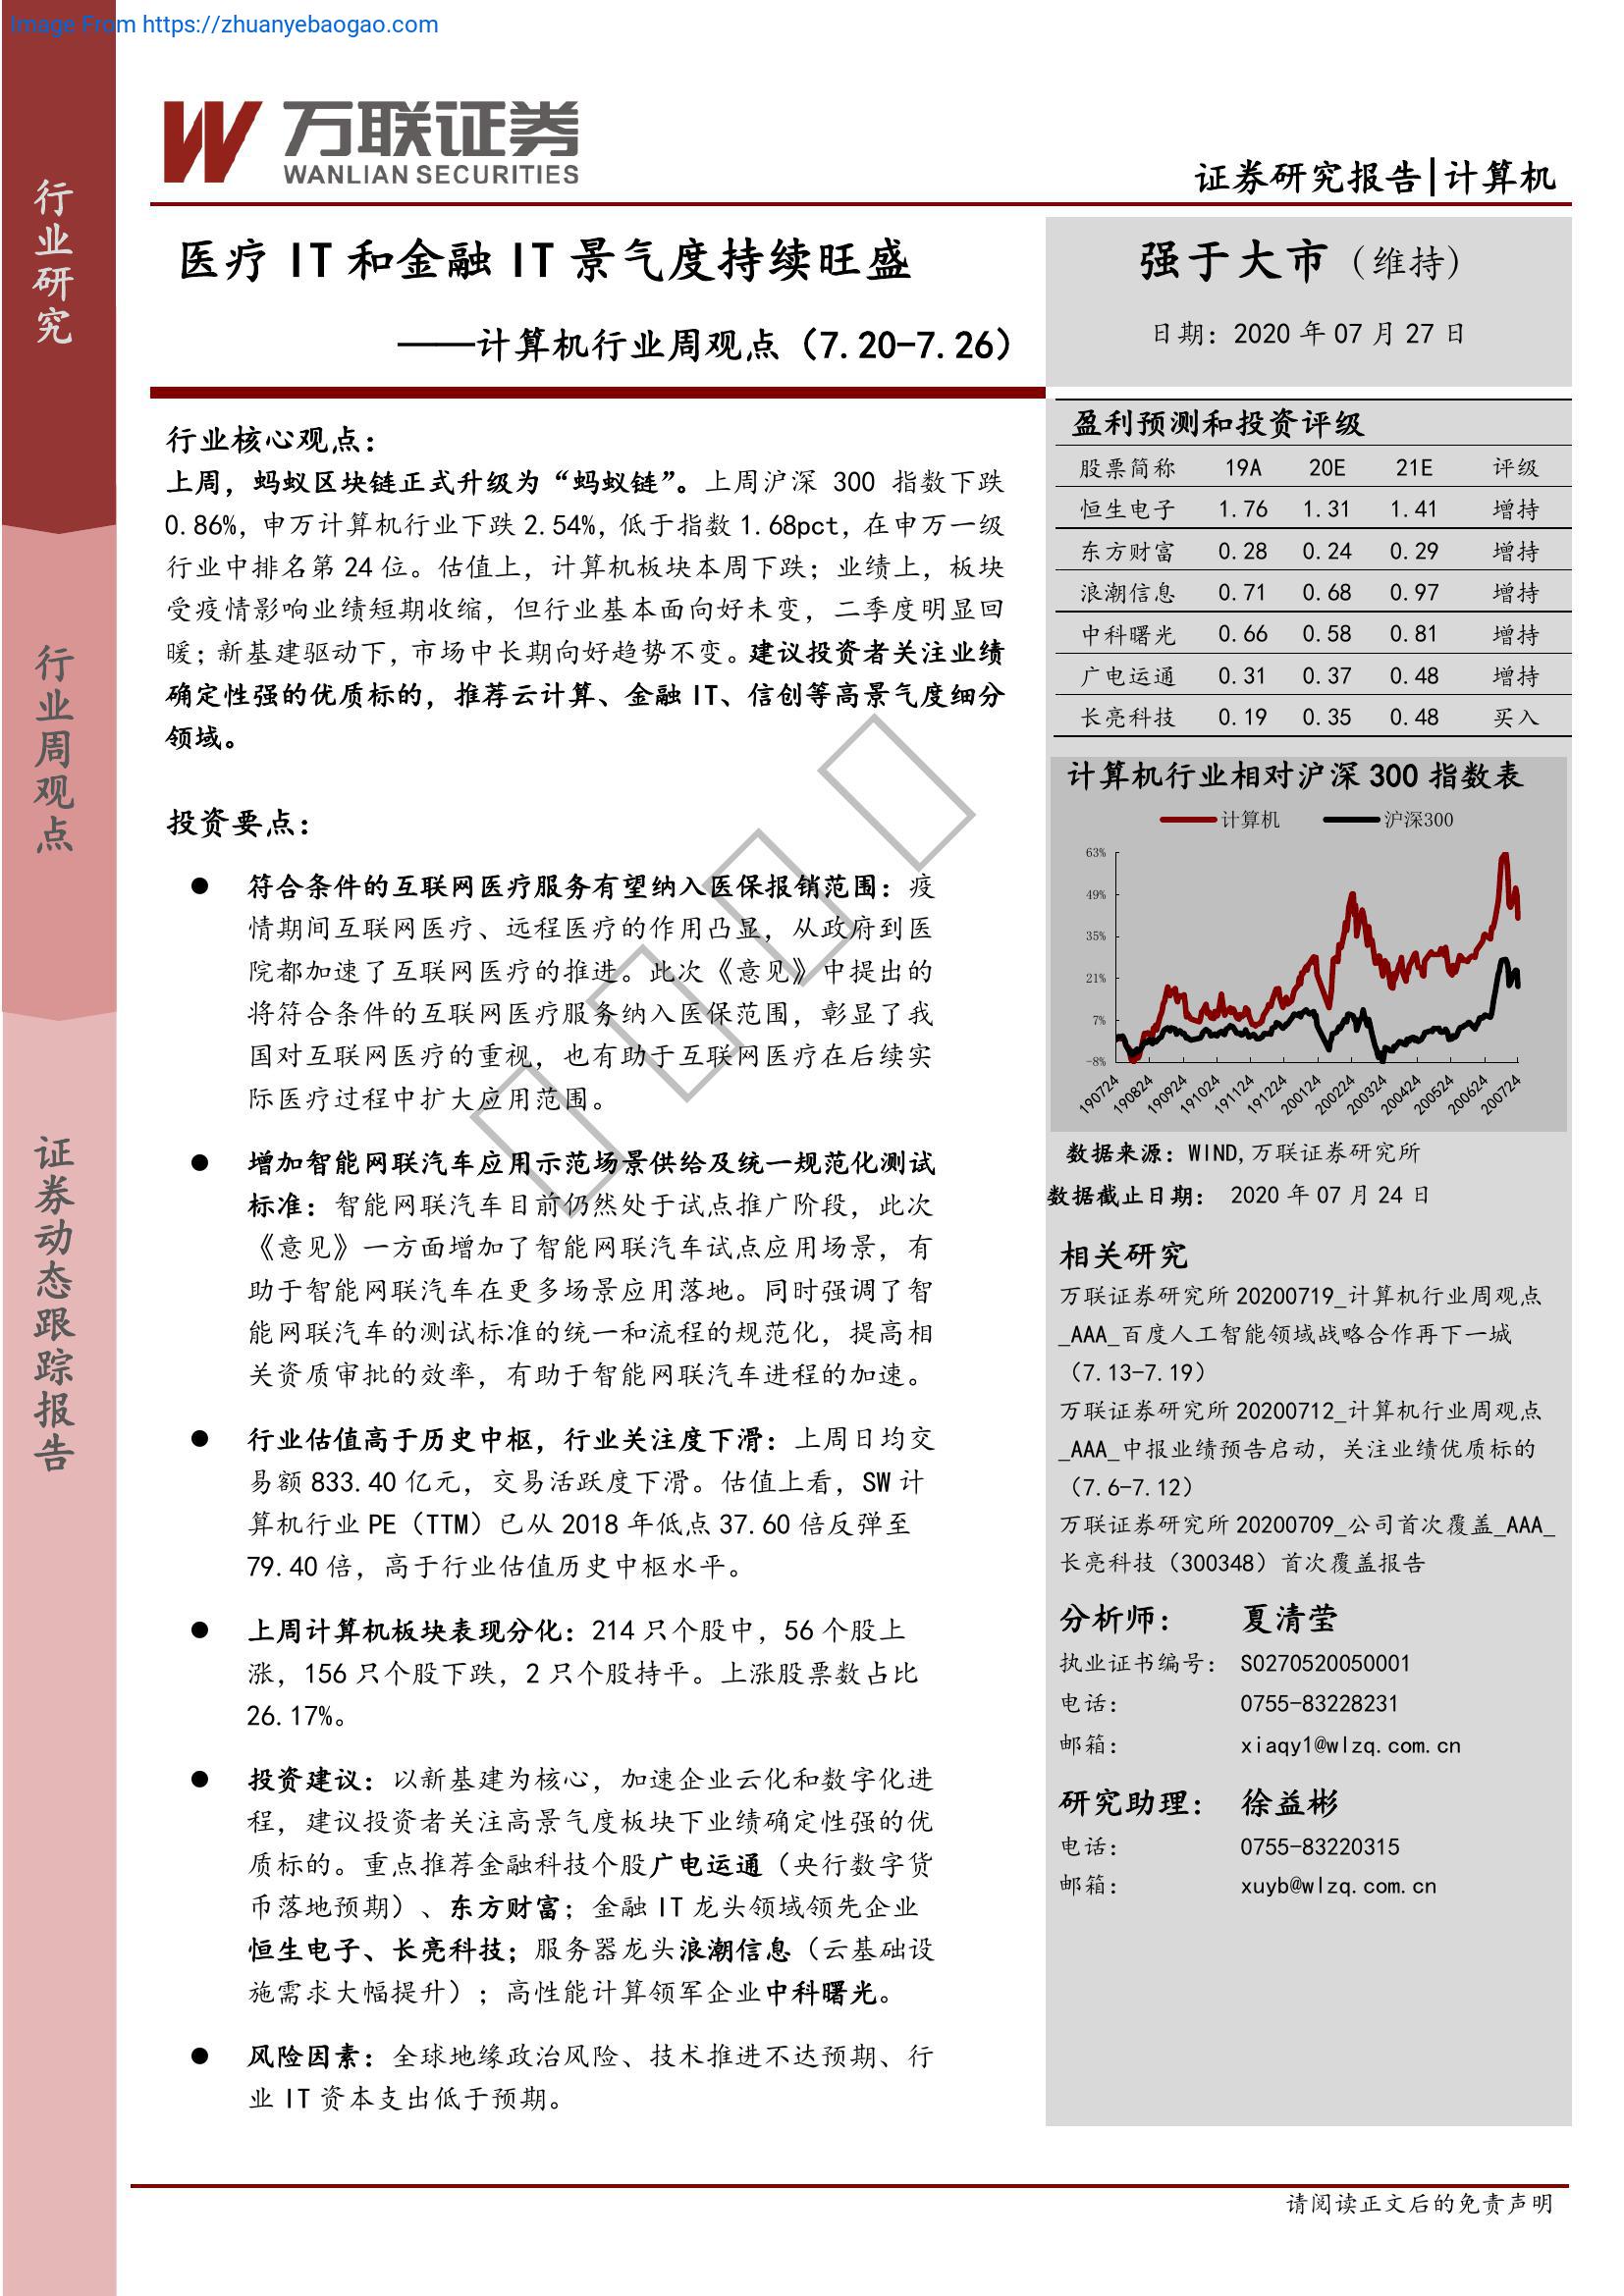 Image From https://zhuanyebaogao.com
万联证券
WANLIAN SECURITIES
证券研究报告|计算机
行业研究
行业周观点
证券动态跟踪报告
医疗 IT 和金融 IT 景气度持续旺盛
——计算机行业周观点（7.20-7.26）
强于大市（维持）
日期：2020 年 07 月 27 日
行业核心观点：
上周，蚂蚁区块链正式升级为“蚂蚁链”。上周沪深 300 指数下跌
0.86%，申万计算机行业下跌 2.54%，低于指数 1.68pct，在申万一级
行业中排名第 24 位。估值上，计算机板块本周下跌；业绩上，板块
受疫情影响业绩短期收缩，但行业基本面向好未变，二季度明显回
暖；新基建驱动下，市场中长期向好趋势不变。建议投资者关注业绩
确定性强的优质标的，推荐云计算、金融 IT、信创等高景气度细分
领域。
投资要点：
● 符合条件的互联网医疗服务有望纳入医保报销范围：疫
情期间互联网医疗、远程医疗的作用凸显，从政府到医
院都加速了互联网医疗的推进。此次《意见》中提出的
将符合条件的互联网医疗服务纳入医保范围，彰显了我
国对互联网医疗的重视，也有助于互联网医疗在后续实
际医疗过程中扩大应用范围。
● 增加智能网联汽车应用示范场景供给及统一规范化测试
标准：智能网联汽车目前仍然处于试点推广阶段，此次
《意见》一方面增加了智能网联汽车试点应用场景，有
助于智能网联汽车在更多场景应用落地。同时强调了智
能网联汽车的测试标准的统一和流程的规范化，提高相
关资质审批的效率，有助于智能网联汽车进程的加速。
● 行业估值高于历史中枢，行业关注度下滑：上周日均交
易额 833.40 亿元，交易活跃度下滑。估值上看，SW 计
算机行业 PE（TTM）已从 2018 年低点 37.60 倍反弹至
79.40 倍，高于行业估值历史中枢水平。
● 上周计算机板块表现分化：214 只个股中，56 个股上
涨，156 只个股下跌，2 只个股持平。上涨股票数占比
26.17%。
● 投资建议：以新基建为核心，加速企业云化和数字化进
程，建议投资者关注高景气度板块下业绩确定性强的优
质标的。重点推荐金融科技个股广电运通（央行数字货
币落地预期）、东方财富；金融 IT 龙头领域领先企业
恒生电子、长亮科技；服务器龙头浪潮信息（云基础设
施需求大幅提升）；高性能计算领军企业中科曙光。
● 风险因素：全球地缘政治风险、技术推进不达预期、行
业 IT 资本支出低于预期。
盈利预测和投资评级
股票简称 19A 20E 21E 评级
恒生电子 1.76 1.31 1.41 增持
东方财富 0.28 0.24 0.29 增持
浪潮信息 0.71 0.68 0.97 增持
中科曙光 0.66 0.58 0.81 增持
广电运通 0.31 0.37 0.48 增持
长亮科技 0.19 0.35 0.48 买入
计算机行业相对沪深 300 指数表
计算机 沪深300
63%
49%
35%
21%
7%
-8%
190724 190824 190924 191024 191124 191224 200124 200224 200324 200424 200524 200624 200724
数据来源：WIND,万联证券研究所
数据截止日期： 2020 年 07 月 24 日
相关研究
万联证券研究所 20200719_计算机行业周观点
_AAA_百度人工智能领域战略合作再下一城
（7.13-7.19）
万联证券研究所 20200712_计算机行业周观点
_AAA_中报业绩预告启动，关注业绩优质标的
（7.6-7.12）
万联证券研究所 20200709_公司首次覆盖_AAA_
长亮科技（300348）首次覆盖报告
分析师： 夏清莹
执业证书编号： S0270520050001
电话： 0755-83228231
邮箱： xiaqy1@wlzq.com.cn
研究助理： 徐益彬
电话： 0755-83220315
邮箱： xuyb@wlzq.com.cn
请阅读正文后的免责声明